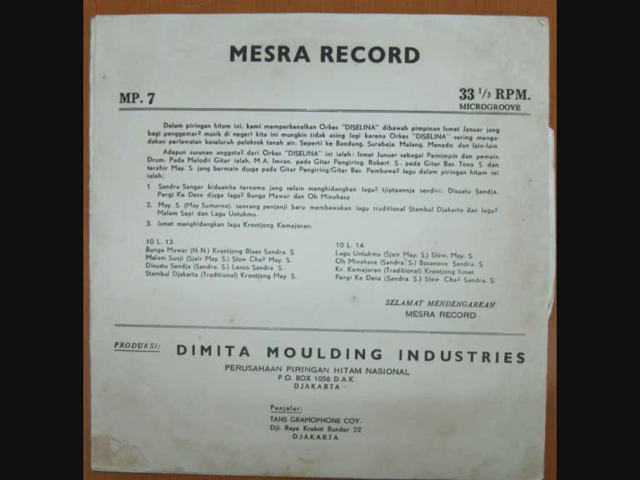 MESRA RECORD
MP. 7
33 1/3 RPM.
MICROGROOVE
Dalam piringan hitam ini, kami memperkenalkan Orkes "DISELINA" dibawah pimpinan Ismet Januar jang
bagi penggemar² musik di negeri kita ini mungkin tidak asing lagi karena Orkes "DISELINA" sering menga-
dakan perlawatan keseluruh pelosok tanah air. Seperti ke Bandung, Surabaja, Malang, Menado, dan lain-lain
Adapun susunan anggota² dari Orkes "DISELINA" ini ialah: Ismet Januar sebagai Pemimpin dan pemain
Drum. Pada Melodii Gitar ialah, M.A. Imran, pada Gitar Pengiring, Robert S., pada Gitar Bas Tono S. dan
terahir May. S. jang bermain djuga pada Gitar Pengiring/Gitar Bas. Pembawa² lagu dalam piringan hitam ini
ialah;
1. Sandra Sanger biduanita ternama jang selain menghidangkan lagu² tjiptaannja sendiri; Disuatu Sendja,
Pergi Ke Desa djuga lagu² Bunga Mawar dan Oh Minahasa
2. May S. (May Sumarna), seorang penjanji baru membawakan lagu traditional Stambul Djakarta dan lagu²
Malam Sepi dan Lagu Untukmu.
3. Ismet menghidangkan lagu Krontjong Kemajoran.
10 L. 13.
Bunga Mawar (N.N.) Krontjong Blues Sandra. S.
Malam Sunji (Sjair May. S.) Slow Cha² May. S.
Disuatu Sendja (Sandra. S.) Lenso Sandra S.
Stambul Djakarta (Traditional) Krontjong May. S.
10 L. 14.
Lagu Untukmu (Sjair May. S.) Slow, May. S.
Oh Minahasa (Sandra. S.) Bosanova Sandra. S.
Kr. Kemajoran (Traditional) Krontjong Ismet.
Pergi Ke Desa (Sandra. S.) Slow Cha² Sandra. S.
SELAMAT MENDENGARKAN
MESRA RECORD
PRODUKSI: DIMITA MOULDING INDUSTRIES
PERUSAHAAN PIRINGAN HITAM NASIONAL
P.O. BOX 1056 D.A.K
DJAKARTA
Penjalur:
TANS GRAMOPHONE COY.
Djl. Raya Krekot Bunder 22
DJAKARTA